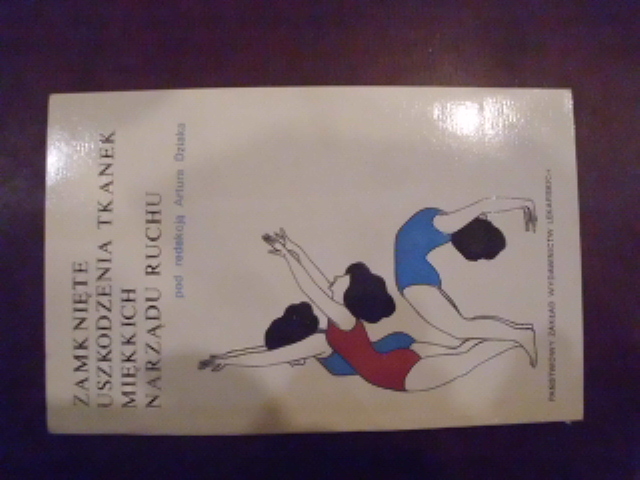 ZAMKNIĘTE
USZKODZENIA TKANEK
MIĘKKICH
NARZĄDU RUCHU
pod redakcją Artura Dziaka
PAŃSTWOWY ZAKŁAD WYDAWNICTW LEKARSKICH